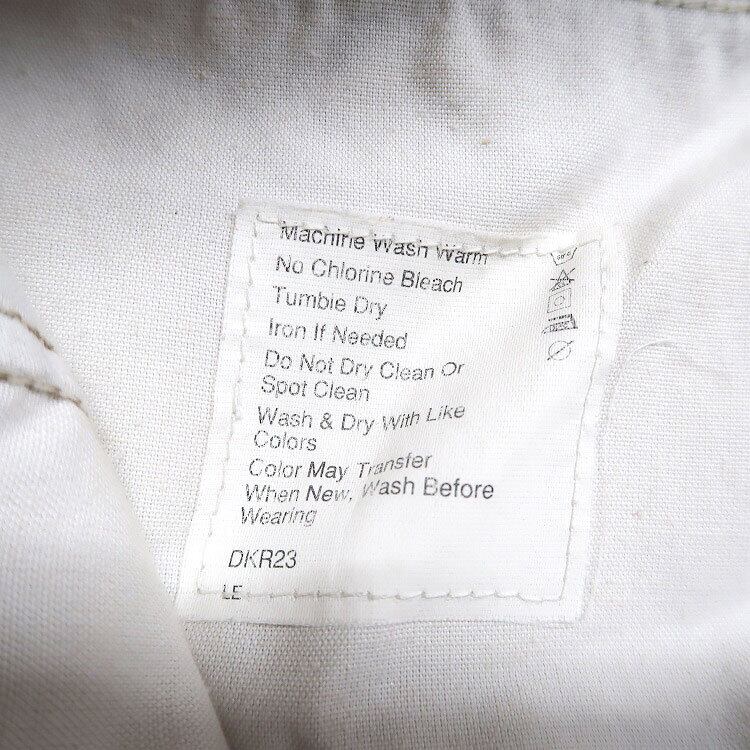 Machine Wash Warm
No Chlorine Bleach
Tumble Dry
Iron If Needed
Do Not Dry Clean Or
Spot Clean
Wash & Dry With Like
Colors
Color May Transfer
When New, Wash Before
Wearing
DKR23
LE